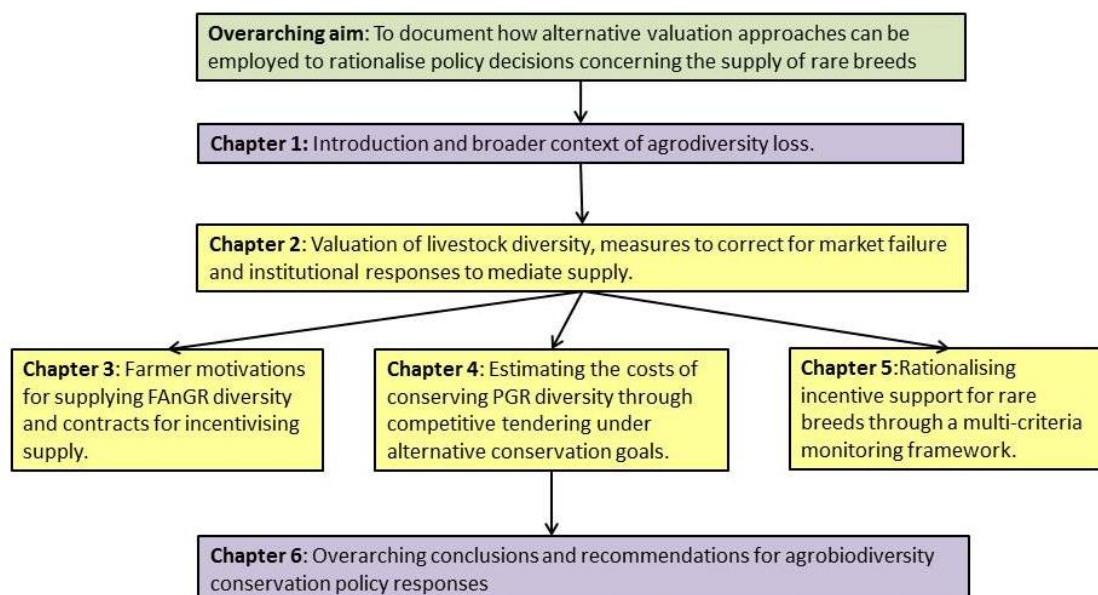 Overarching aim: To document how alternative valuation approaches can be
employed to rationalise policy decisions concerning the supply of rare breeds
Chapter 1: Introduction and broader context of agrodiversity loss.
Chapter 2: Valuation of livestock diversity, measures to correct for market failure
and institutional responses to mediate supply.
Chapter 3: Farmer motivations
for supplying FAnGR diversity
and contracts for incentivising
supply.
Chapter 4: Estimating the costs of
conserving PGR diversity through
competitive tendering under
alternative conservation goals.
Chapter 5:Rationalising
incentive support for rare
breeds through a multi-criteria
monitoring framework.
Chapter 6: Overarching conclusions and recommendations for agrobiodiversity
conservation policy responses